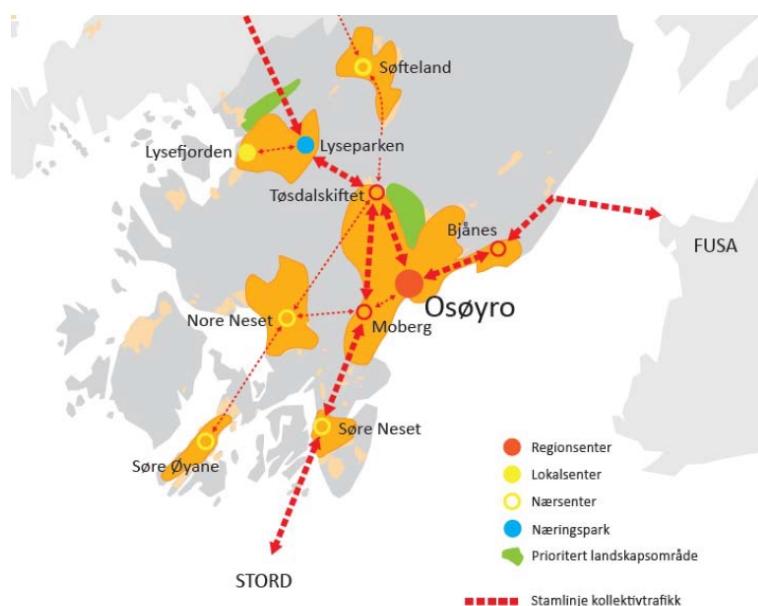 Søfteland
Lysefjorden
Lyseparken
Tøsdalskiftet
Bjånes
FUSA
Osøyro
Nore Neset
Moberg
Søre Neset
Søre Øyane
STORD
Regionsenter
Lokalsenter
Nærsenter
Næringspark
Prioritert landskapsområde
Stamlinje kollektivtrafikk